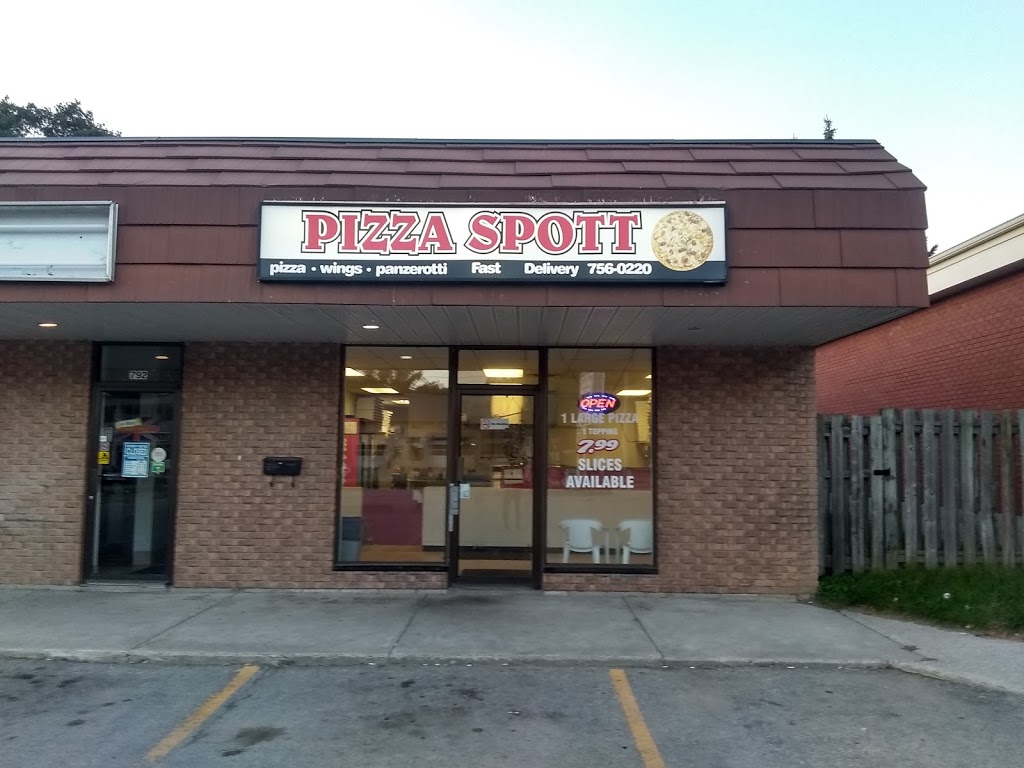 PIZZA SPOTT
pizza • wings • panzerotti Fast Delivery 756-0220
792
OPEN
1 LARGE PIZZA
1 TOPPING
7.99
SLICES
AVAILABLE
CLOSED